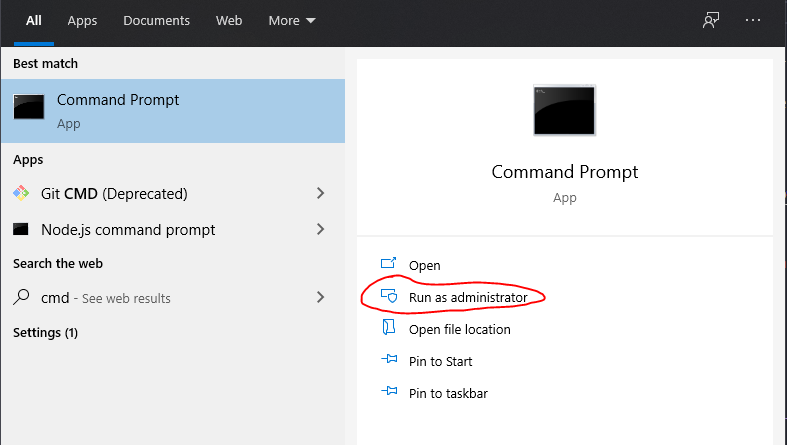 All Apps Documents Web More
Best match
Command Prompt
App
Apps
Git CMD (Deprecated)
Node.js command prompt
Search the web
cmd - See web results
Settings (1)
Command Prompt
App
Open
Run as administrator
Open file location
Pin to Start
Pin to taskbar